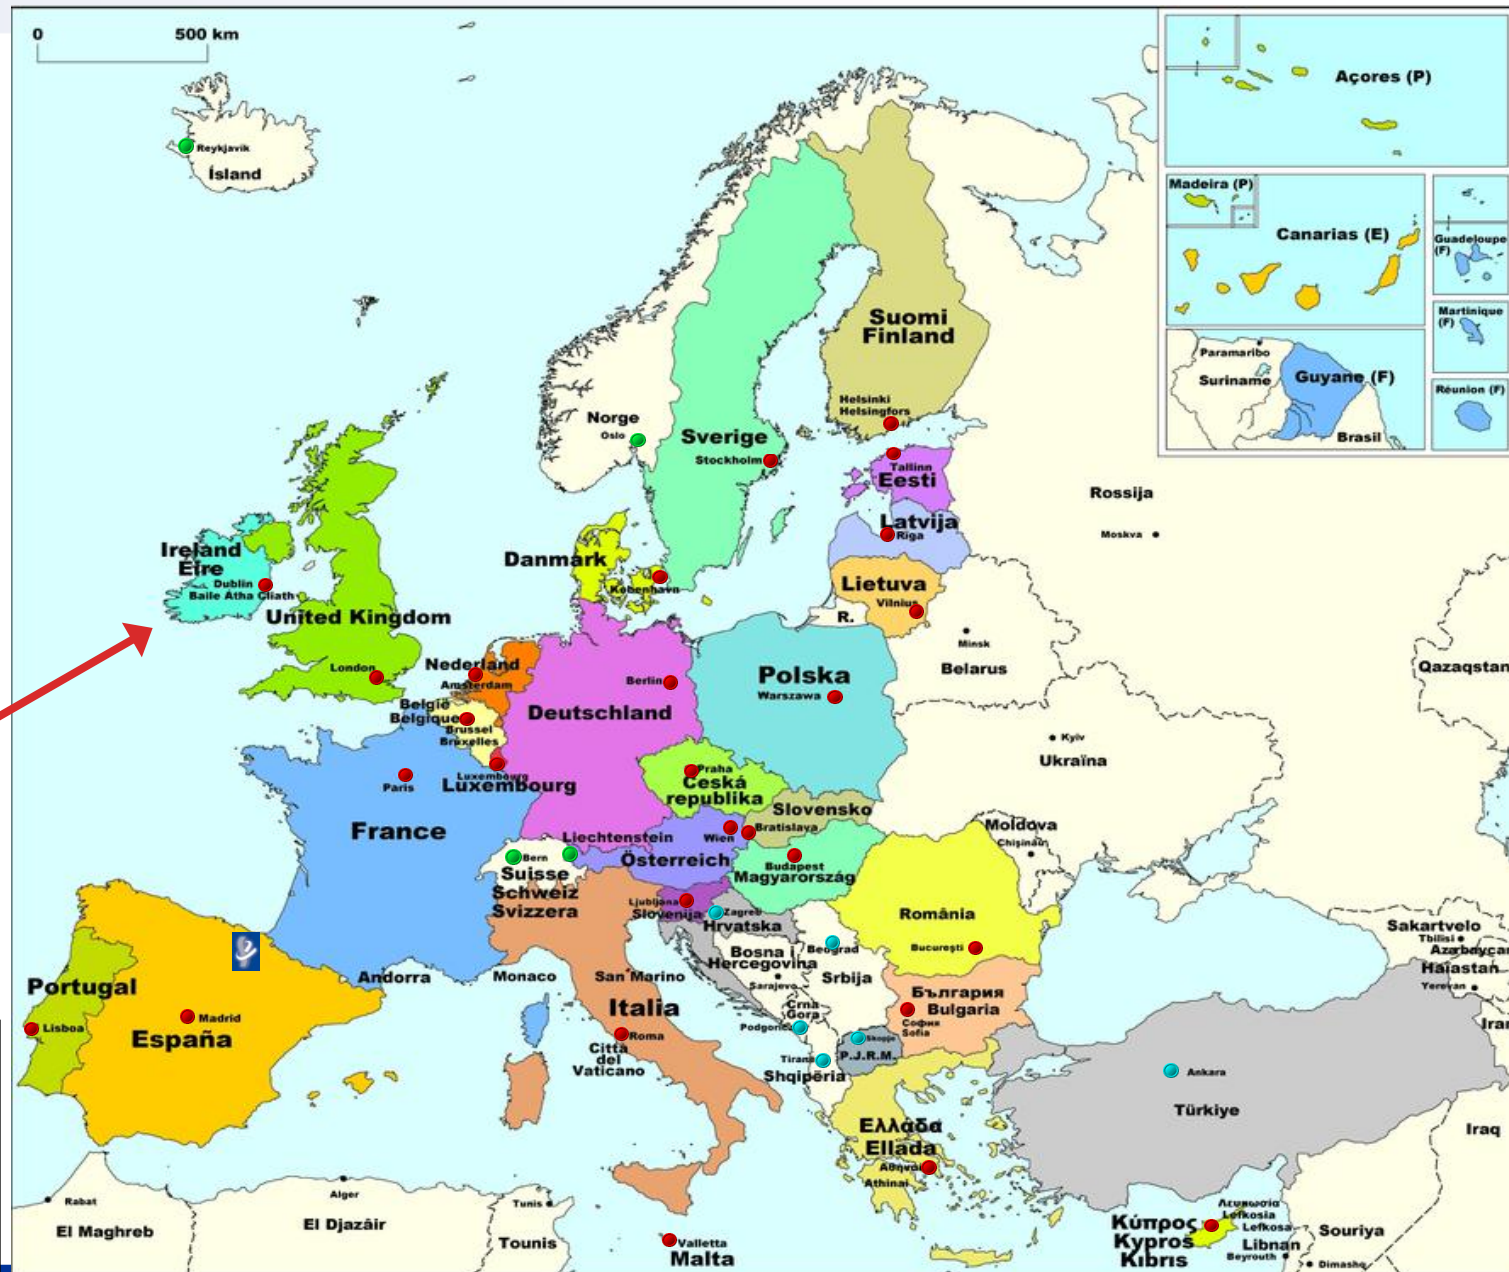 0 500 km
Reykjavik
Ísland
Açores (P)
Madeira (P)
Canarias (E)
Guadeloupe
(F)
Martinique
(F)
Paramaribo
Suriname
Guyane (F)
Brasil
Réunion (F)
Suomi
Finland
Helsinki
Helsingfors
Norge
Oslo
Sverige
Stockholm
Tallinn
Eesti
Latvija
Rīga
Rossija
Moskva
Ireland
Éire
Dublin
Baile Átha Cliath
United Kingdom
London
Danmark
København
Lietuva
Vilnius
R.
Minsk
Belarus
Qazaqstan
Nederland
Amsterdam
België
Belgique
Brussel
Bruxelles
Luxembourg
Luxembourg
Berlin
Deutschland
Polska
Warszawa
Kyiv
Ukraïna
Paris
France
Praha
Česká
republika
Slovensko
Bratislava
Liechtenstein
Wien
Österreich
Bern
Suisse
Schweiz
Svizzera
Budapest
Magyarország
Moldova
Chişinău
Ljubljana
Slovenija
Zagreb
Hrvatska
România
Bucureşti
Bosna i
Hercegovina
Sarajevo
Beograd
Srbija
Crna
Gora
Podgorica
България
Bulgaria
София
Sofia
Sakartvelo
Tbilisi
Azərbaycan
Haïastan
Yerevan
Iran
Portugal
Lisboa
Madrid
España
Andorra
Monaco
San Marino
Italia
Roma
Città
del
Vaticano
Skopje
P.J.R.M.
Tirana
Shqipëria
Ankara
Türkiye
Iraq
Ελλάδα
Ellada
Αθήναι
Athinai
Rabat
El Maghreb
Alger
El Djazâir
Tunis
Tounis
Valletta
Malta
Κύπρος
Kypros
Kıbrıs
Λευκωσία
Lefkosia
Lefkosa
Libnan
Beyrouth
Souriya
Dimashq